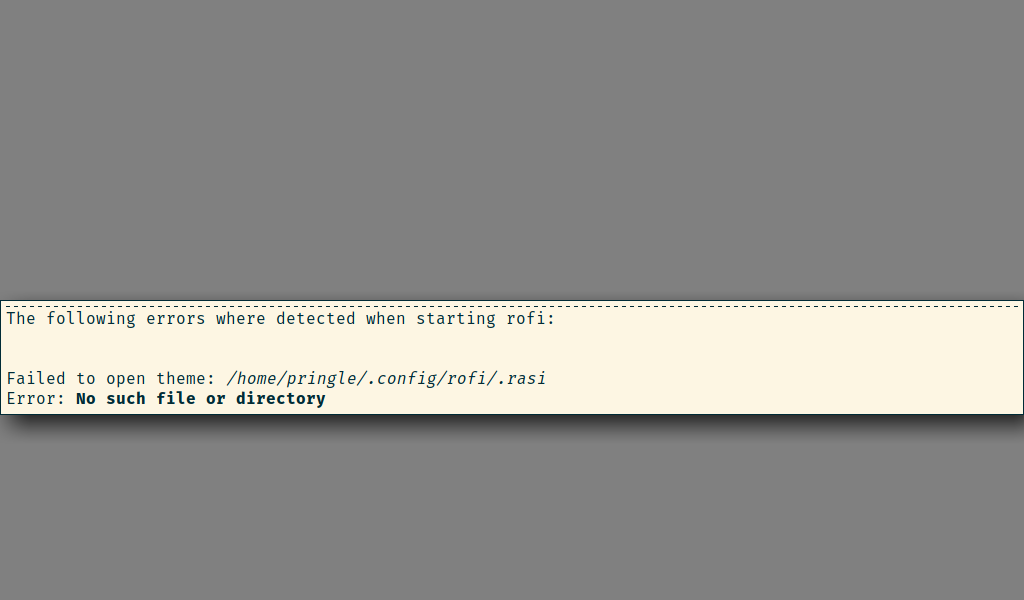 The following errors where detected when starting rofi:
Failed to open theme: /home/pringle/.config/rofi/.rasi
Error: No such file or directory